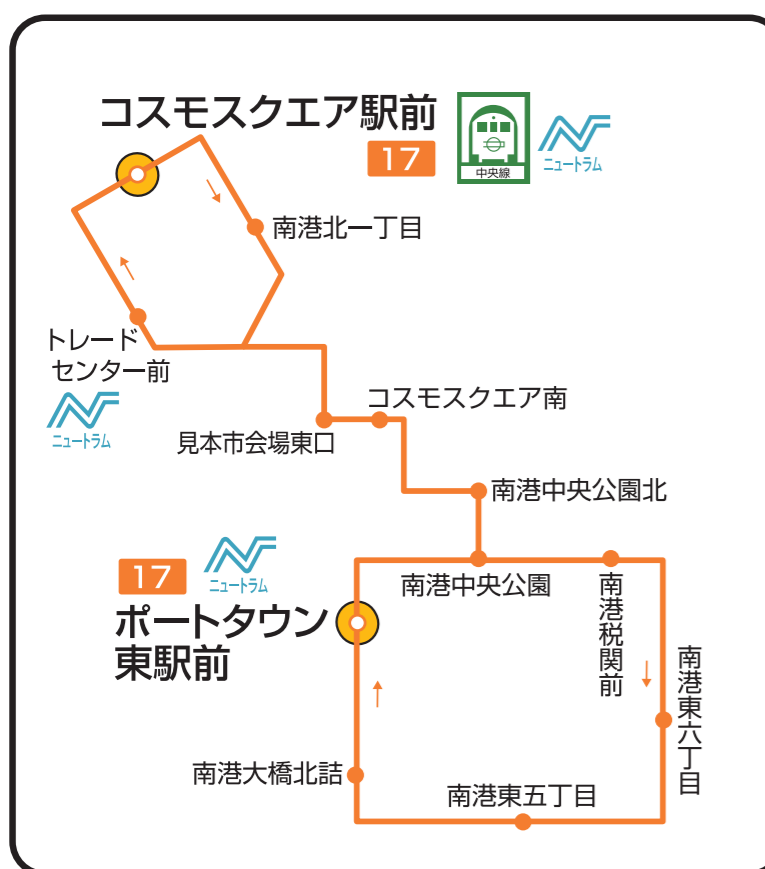 コスモスクエア駅前
17
中央線
ニュートラム
南港北一丁目
トレード
センター前
ニュートラム
コスモスクエア南
見本市会場東口
南港中央公園北
17
ニュートラム
ポートタウン
東駅前
南港中央公園
南港税関前
南港東六丁目
南港大橋北詰
南港東五丁目